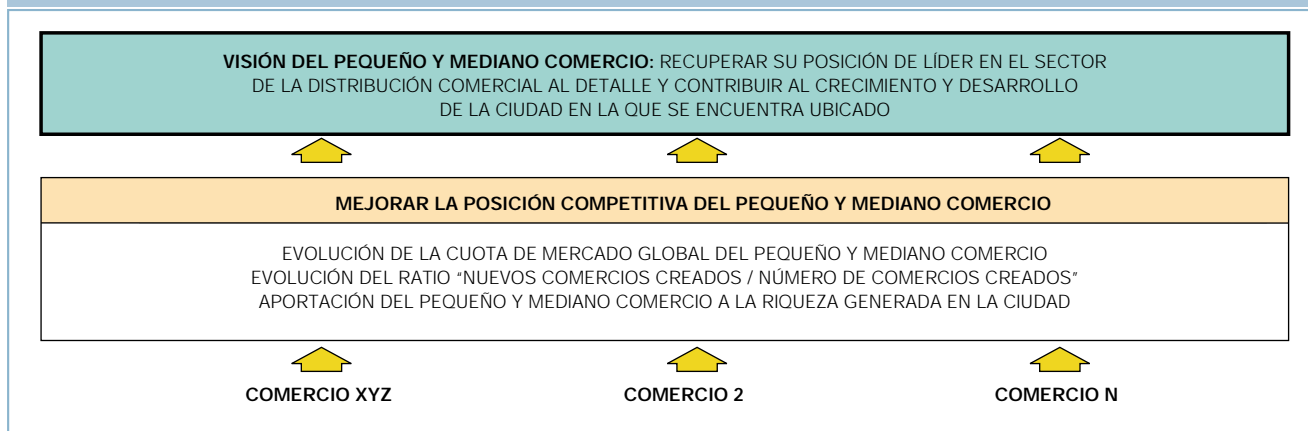 VISIÓN DEL PEQUEÑO Y MEDIANO COMERCIO: RECUPERAR SU POSICIÓN DE LÍDER EN EL SECTOR
DE LA DISTRIBUCIÓN COMERCIAL AL DETALLE Y CONTRIBUIR AL CRECIMIENTO Y DESARROLLO
DE LA CIUDAD EN LA QUE SE ENCUENTRA UBICADO
MEJORAR LA POSICIÓN COMPETITIVA DEL PEQUEÑO Y MEDIANO COMERCIO
EVOLUCIÓN DE LA CUOTA DE MERCADO GLOBAL DEL PEQUEÑO Y MEDIANO COMERCIO
EVOLUCIÓN DEL RATIO “NUEVOS COMERCIOS CREADOS / NÚMERO DE COMERCIOS CREADOS”
APORTACIÓN DEL PEQUEÑO Y MEDIANO COMERCIO A LA RIQUEZA GENERADA EN LA CIUDAD
COMERCIO XYZ
COMERCIO 2
COMERCIO N